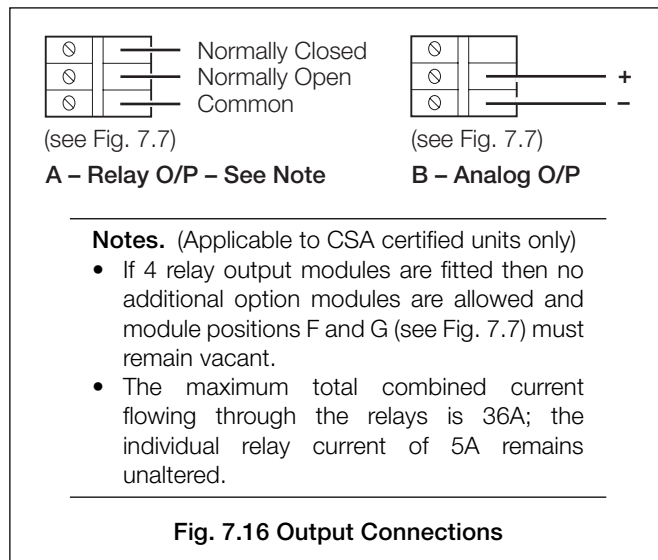 Normally Closed
Normally Open
Common
(see Fig. 7.7)
A – Relay O/P – See Note
+
–
(see Fig. 7.7)
B – Analog O/P
Notes. (Applicable to CSA certified units only)
• If 4 relay output modules are fitted then no
additional option modules are allowed and
module positions F and G (see Fig. 7.7) must
remain vacant.
• The maximum total combined current
flowing through the relays is 36A; the
individual relay current of 5A remains
unaltered.
Fig. 7.16 Output Connections